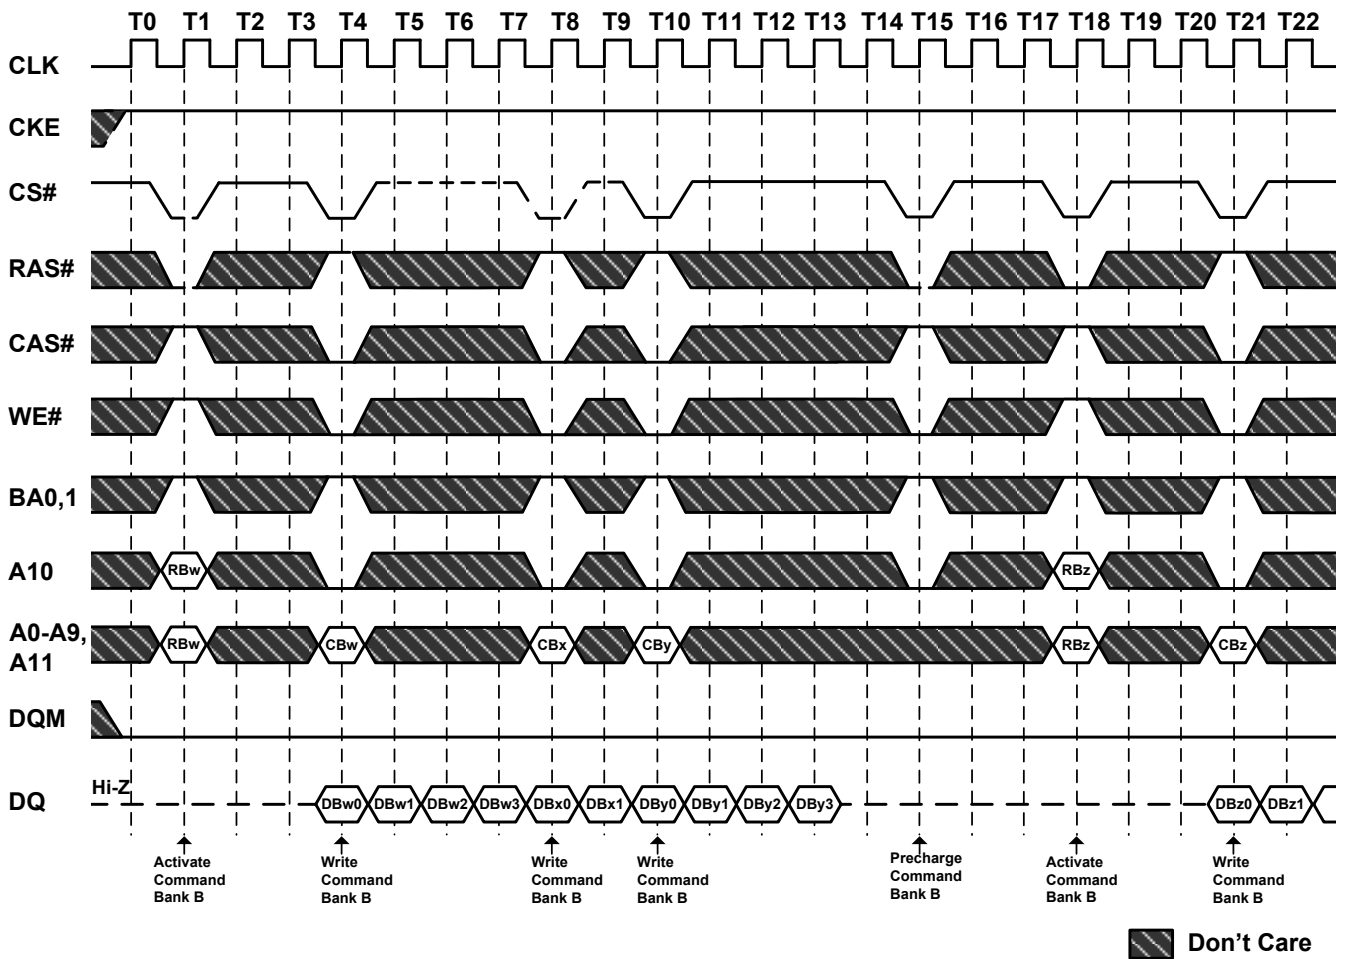 T0 T1 T2 T3 T4 T5 T6 T7 T8 T9 T10 T11 T12 T13 T14 T15 T16 T17 T18 T19 T20 T21 T22
CLK
CKE
CS#
RAS#
CAS#
WE#
BA0,1
A10
RBw RBz
A0-A9,
A11
RBw CBw CBx CBy RBz CBz
DQM
DQ
Hi-Z
DBw0 DBw1 DBw2 DBw3 DBx0 DBx1 DBy0 DBy1 DBy2 DBy3 DBz0 DBz1
Activate
Command
Bank B
Write
Command
Bank B
Write
Command
Bank B
Write
Command
Bank B
Precharge
Command
Bank B
Activate
Command
Bank B
Write
Command
Bank B
Don't Care